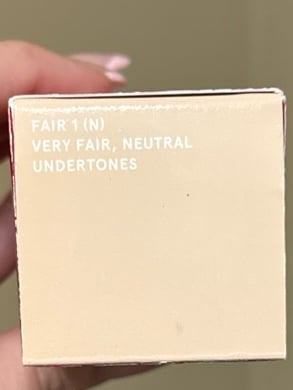 FAIR 1 (N)
VERY FAIR, NEUTRAL
UNDERTONES